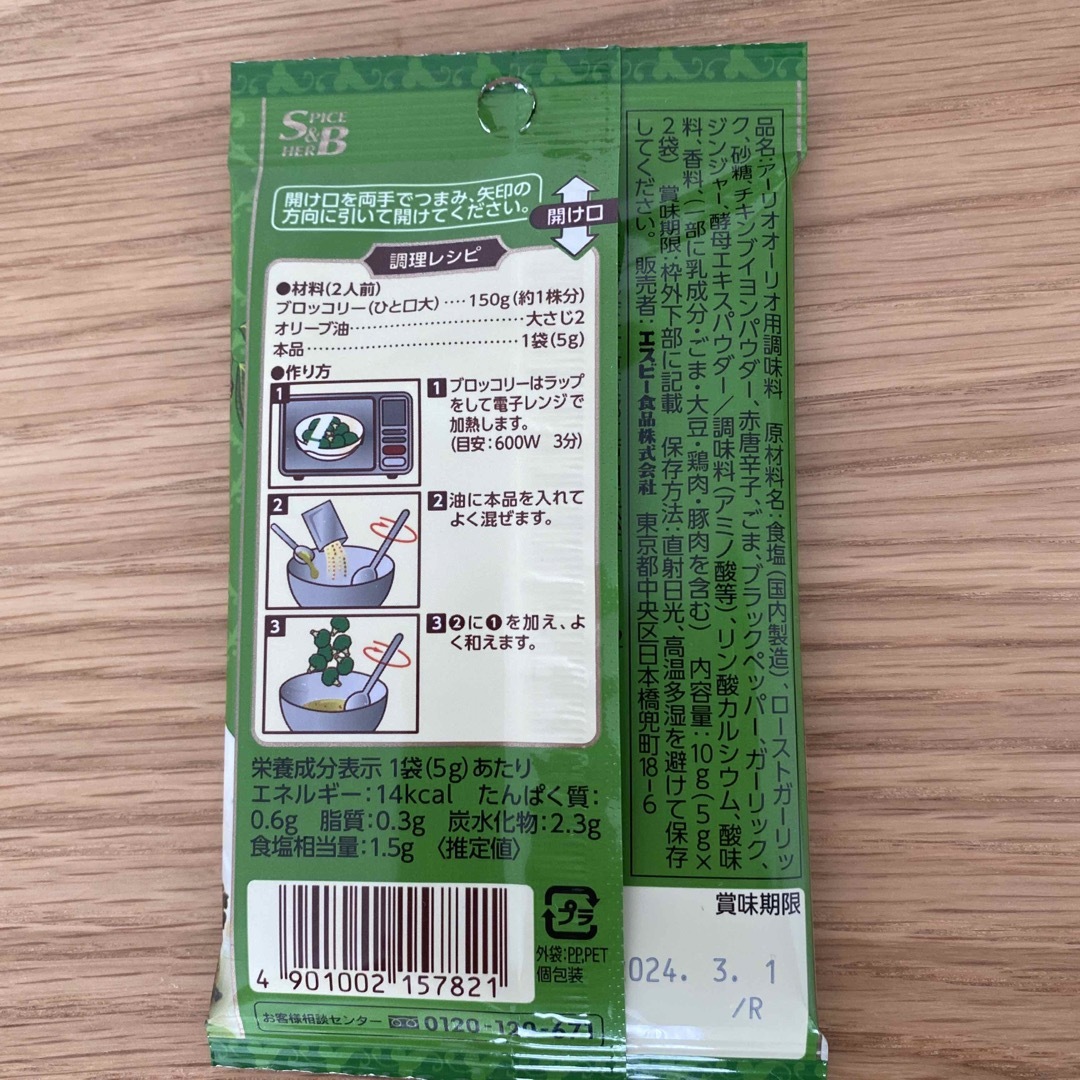 SPICE
&
HERB
開け口を両手でつまみ、矢印の
方向に引いて開けてください。
開け口
調理レシピ
●材料(2人前)
ブロッコリー(ひと口大)‥‥150g(約1株分)
オリーブ油‥‥‥‥‥‥‥‥大さじ2
本品‥‥‥‥‥‥‥‥‥‥1袋(5g)
●作り方
1
1 ブロッコリーはラップ
をして電子レンジで
加熱します。
(目安:600W 3分)
2
2 油に本品を入れて
よく混ぜます。
3
3 ❷に❶を加え、よ
く和えます。
栄養成分表示 1袋(5g)あたり
エネルギー:14kcal たんぱく質:
0.6g 脂質:0.3g 炭水化物:2.3g
食塩相当量:1.5g 〈推定値〉
4 901002 157821
プラ
外袋:PP,PET
個包装
お客様相談センター 0120-120-671
品名:アーリオオーリオ用調味料 原材料名:食塩(国内製造)、ローストガーリッ
ク、砂糖、チキンブイヨンパウダー、赤唐辛子、ごま、ブラックペッパー、ガーリック、
ジンジャー、酵母エキスパウダー/調味料(アミノ酸等)、リン酸カルシウム、酸味
料、香料、(一部に乳成分・ごま・大豆・鶏肉・豚肉を含む) 内容量:10g(5g×
2袋) 賞味期限:枠外下部に記載 保存方法:直射日光、高温多湿を避けて保存
してください。 販売者:エスビー食品株式会社 東京都中央区日本橋兜町18-6
賞味期限
024. 3. 1
/R